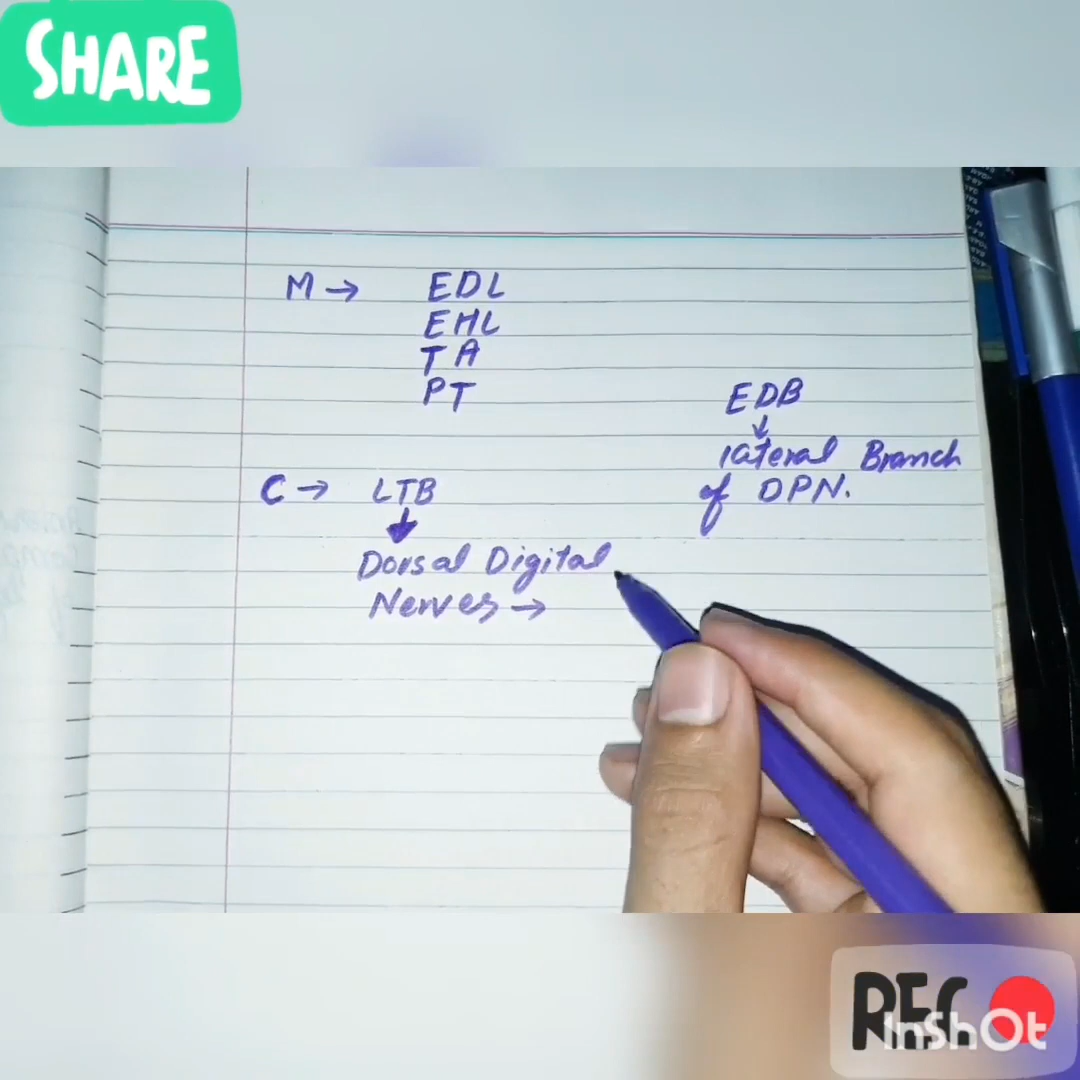 SHARE
M → EDL
EHL
TA
PT
EDB
↓
lateral Branch
of DPN.
C → LTB
↓
Dorsal Digital
Nerves →
REC
InShOt